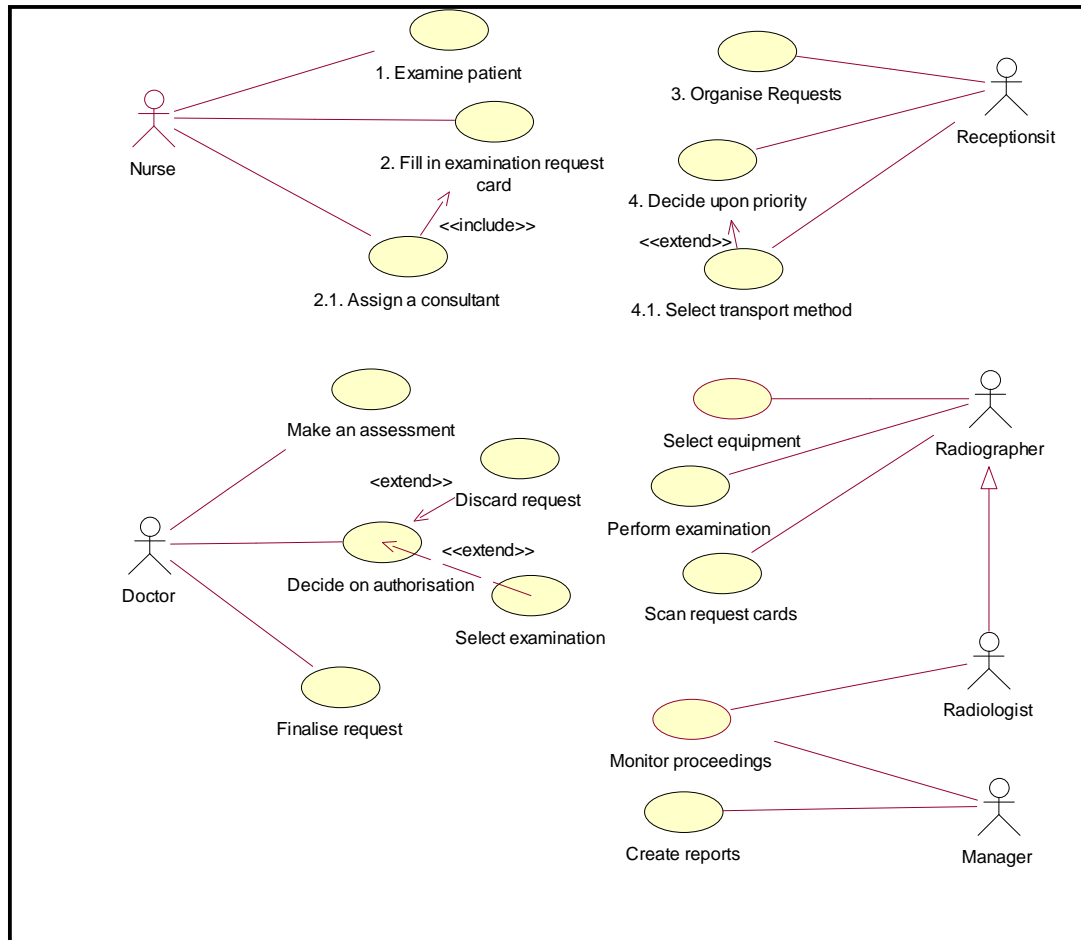 1. Examine patient
Nurse
2. Fill in examination request
card
<<include>>
2.1. Assign a consultant
3. Organise Requests
Receptionsit
4. Decide upon priority
<<extend>>
4.1. Select transport method
Make an assessment
<extend>>
Discard request
<<extend>>
Doctor
Decide on authorisation
Select examination
Finalise request
Select equipment
Radiographer
Perform examination
Scan request cards
Radiologist
Monitor proceedings
Create reports
Manager